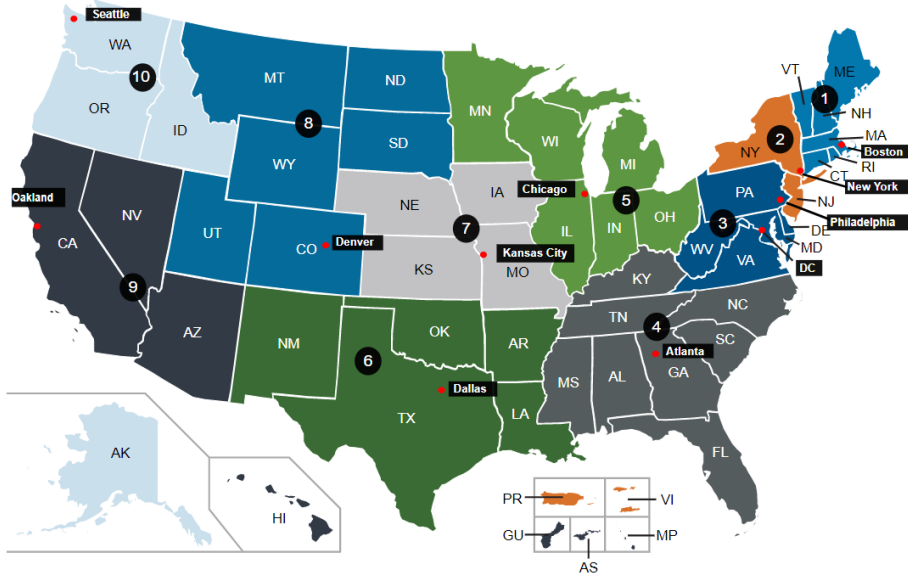 Seattle
WA
10
OR
ID
MT
8
WY
ND
SD
MN
WI
MI
VT
ME
1
NH
MA
Boston
RI
CT
2
NY
New York
NJ
Philadelphia
PA
3
DE
MD
DC
WV
VA
Oakland
CA
NV
9
UT
CO
Denver
AZ
NE
IA
7
KS
Kansas City
MO
Chicago
IL
IN
5
OH
KY
TN
4
NC
SC
Atlanta
GA
AL
MS
FL
NM
OK
6
TX
Dallas
AR
LA
AK
HI
PR
VI
GU
AS
MP